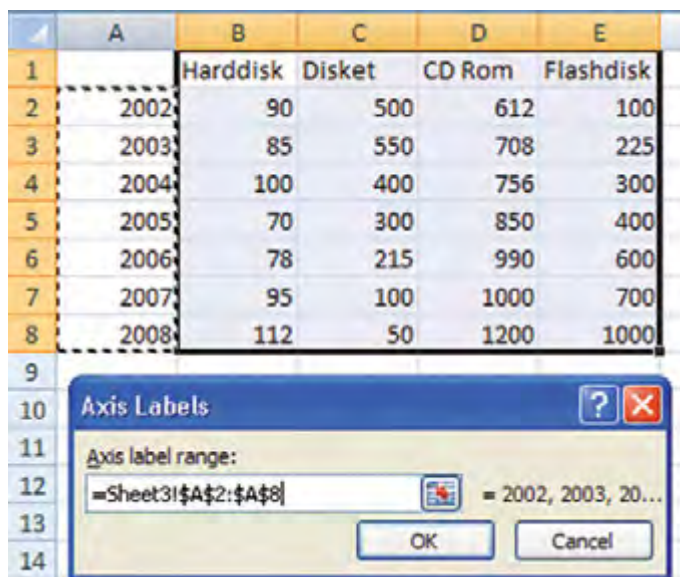 A B C D E
1 Harddisk Disket CD Rom Flashdisk
2 2002 90 500 612 100
3 2003 85 550 708 225
4 2004 100 400 756 300
5 2005 70 300 850 400
6 2006 78 215 990 600
7 2007 95 100 1000 700
8 2008 112 50 1200 1000
9
10 Axis Labels ?
11 Axis label range:
12 =Sheet3!$A$2:$A$8 = 2002, 2003, 20...
13 OK Cancel
14